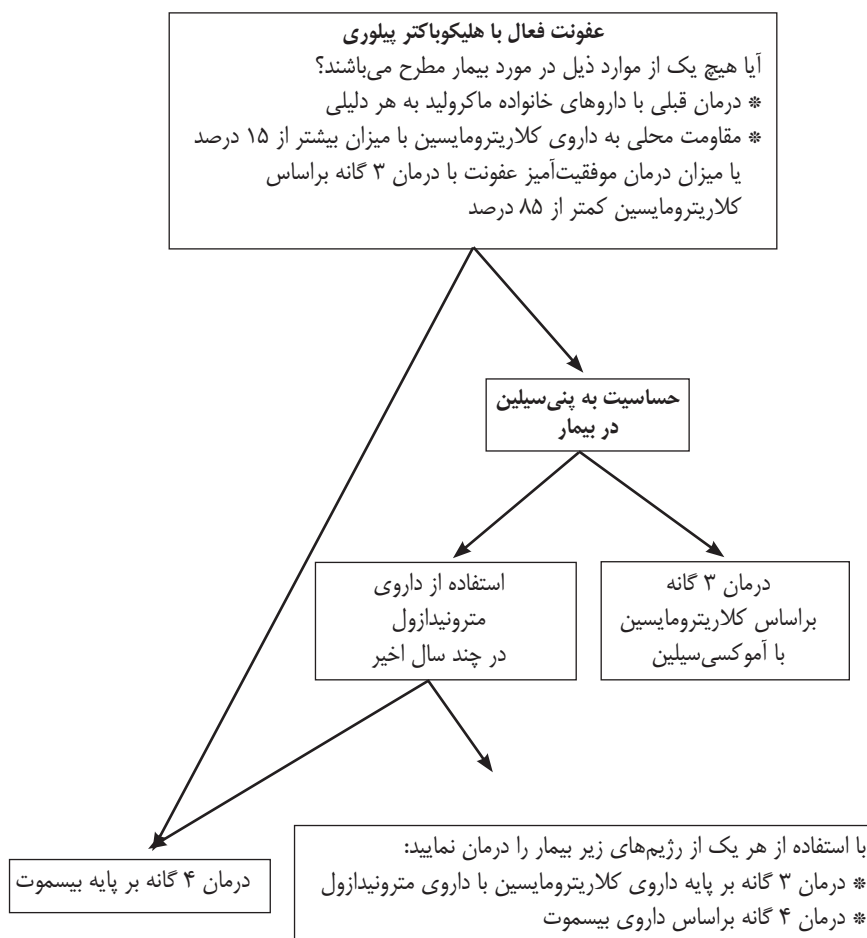 عفونت فعال با هلیکوباکتر پیلوری
آیا هیچ یک از موارد ذیل در مورد بیمار مطرح می‌باشند؟
* درمان قبلی با داروهای خانواده ماکرولید به هر دلیلی
* مقاومت محلی به داروی کلاریترومایسین با میزان بیشتر از ۱۵ درصد
یا میزان درمان موفقیت‌آمیز عفونت با درمان ۳ گانه براساس
کلاریترومایسین کمتر از ۸۵ درصد
حساسیت به پنی‌سیلین
در بیمار
درمان ۳ گانه
براساس کلاریترومایسین
با آموکسی‌سیلین
استفاده از داروی
مترونیدازول
در چند سال اخیر
با استفاده از هر یک از رژیم‌های زیر بیمار را درمان نمایید:
* درمان ۳ گانه بر پایه داروی کلاریترومایسین با داروی مترونیدازول
* درمان ۴ گانه براساس داروی بیسموت
درمان ۴ گانه بر پایه بیسموت